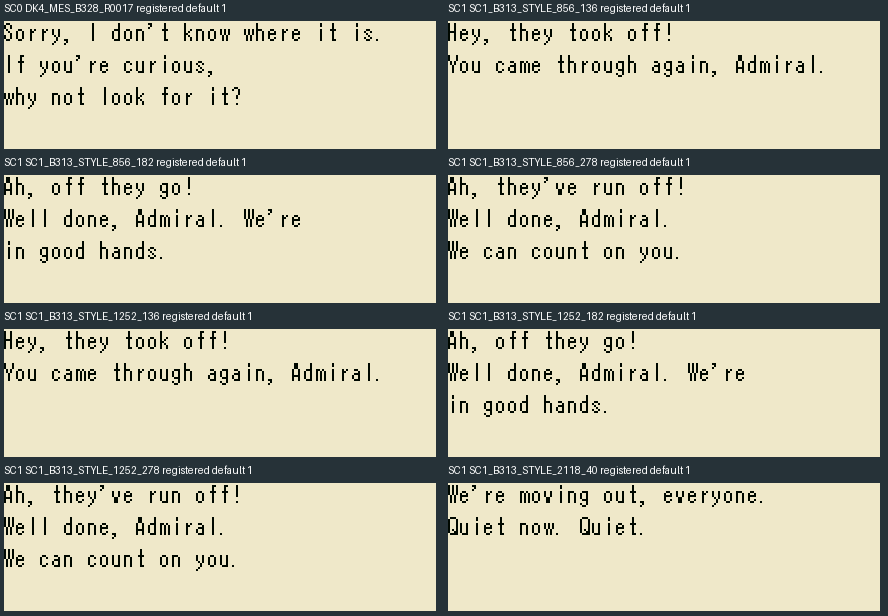 SC0 DK4_MES_B328_R0017 registered default 1
Sorry, I don't know where it is.
If you're curious,
why not look for it?
SC1 SC1_B313_STYLE_856_136 registered default 1
Hey, they took off!
You came through again, Admiral.
SC1 SC1_B313_STYLE_856_182 registered default 1
Ah, off they go!
Well done, Admiral. We're
in good hands.
SC1 SC1_B313_STYLE_856_278 registered default 1
Ah, they've run off!
Well done, Admiral.
We can count on you.
SC1 SC1_B313_STYLE_1252_136 registered default 1
Hey, they took off!
You came through again, Admiral.
SC1 SC1_B313_STYLE_1252_182 registered default 1
Ah, off they go!
Well done, Admiral. We're
in good hands.
SC1 SC1_B313_STYLE_1252_278 registered default 1
Ah, they've run off!
Well done, Admiral.
We can count on you.
SC1 SC1_B313_STYLE_2118_40 registered default 1
We're moving out, everyone.
Quiet now. Quiet.